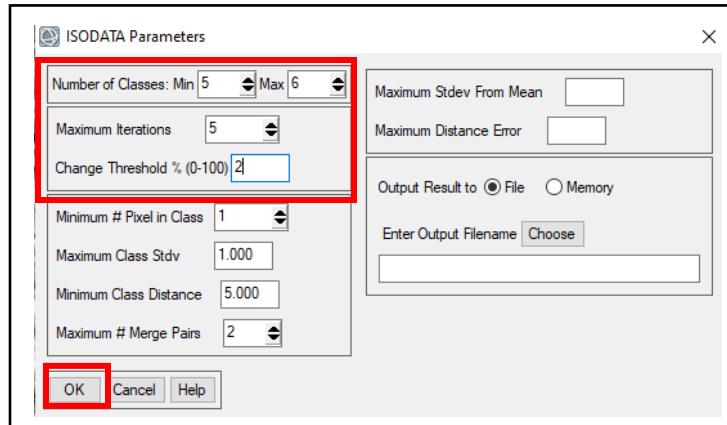 ISODATA Parameters
Number of Classes: Min 5 Max 6
Maximum Iterations 5
Change Threshold % (0-100) 2
Minimum # Pixel in Class 1
Maximum Class Stdv 1.000
Minimum Class Distance 5.000
Maximum # Merge Pairs 2
OK Cancel Help
Maximum Stdev From Mean
Maximum Distance Error
Output Result to File Memory
Enter Output Filename Choose